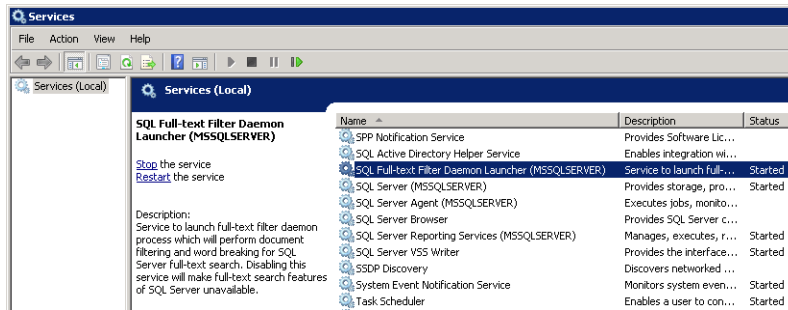 Services
File Action View Help
Services (Local)
Services (Local)
SQL Full-text Filter Daemon
Launcher (MSSQLSERVER)
Stop the service
Restart the service
Description:
Service to launch full-text filter daemon
process which will perform document
filtering and word breaking for SQL
Server full-text search. Disabling this
service will make full-text search features
of SQL Server unavailable.
Name Description Status
SPP Notification Service Provides Software Lic...
SQL Active Directory Helper Service Enables integration wi...
SQL Full-text Filter Daemon Launcher (MSSQLSERVER) Service to launch full-... Started
SQL Server (MSSQLSERVER) Provides storage, pro... Started
SQL Server Agent (MSSQLSERVER) Executes jobs, monito...
SQL Server Browser Provides SQL Server c...
SQL Server Reporting Services (MSSQLSERVER) Manages, executes, r... Started
SQL Server VSS Writer Provides the interface... Started
SSDP Discovery Discovers networked ...
System Event Notification Service Monitors system even... Started
Task Scheduler Enables a user to con... Started